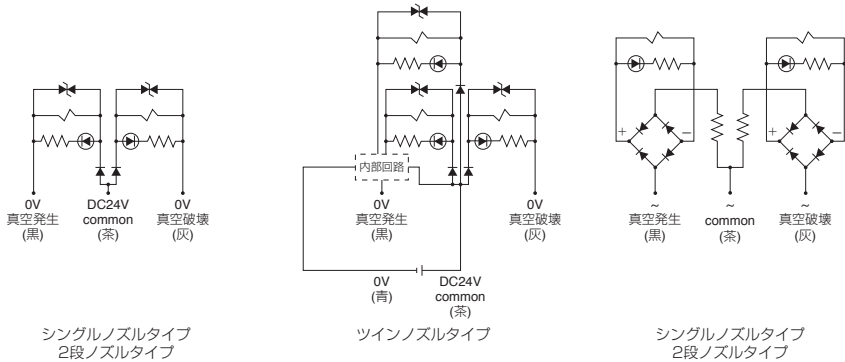 内部回路
0V
真空発生
(黒)
DC24V
common
(茶)
0V
真空破壊
(灰)
0V
真空発生
(黒)
0V
真空破壊
(灰)
0V
(青)
DC24V
common
(茶)
+
−
+
−
~
真空発生
(黒)
~
common
(茶)
~
真空破壊
(灰)
シングルノズルタイプ
2段ノズルタイプ
ツインノズルタイプ
シングルノズルタイプ
2段ノズルタイプ